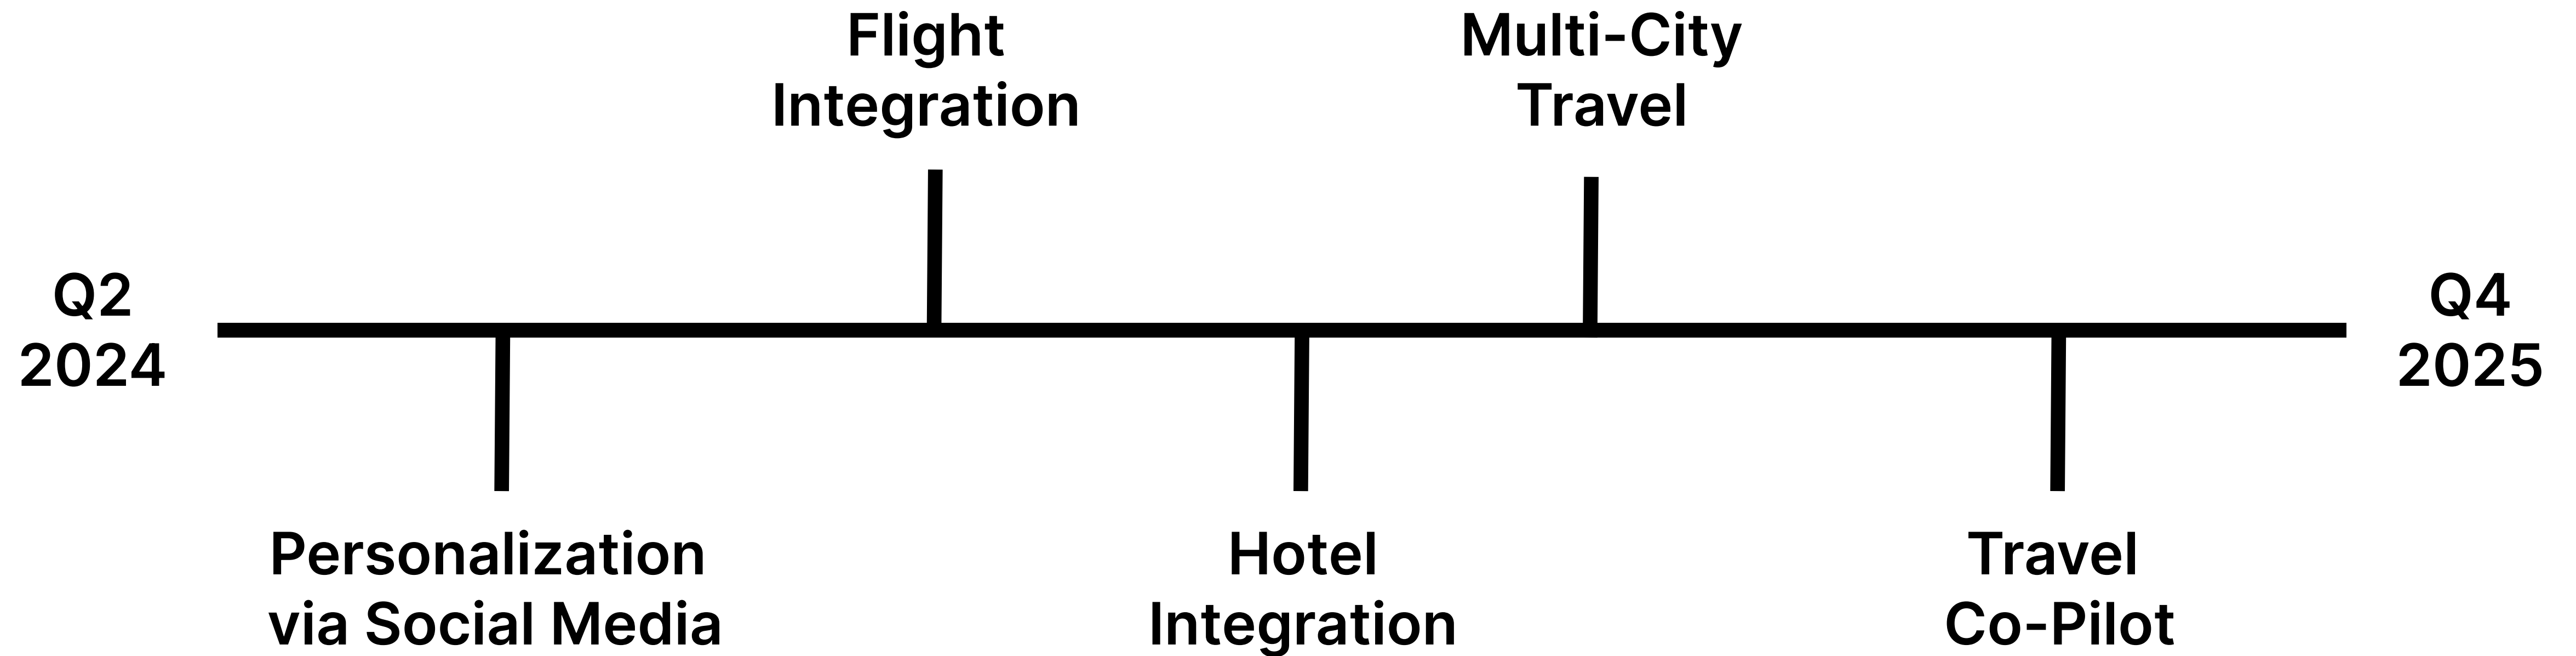 Flight
Integration
Multi-City
Travel
Q2
2024
Q4
2025
Personalization
via Social Media
Hotel
Integration
Travel
Co-Pilot